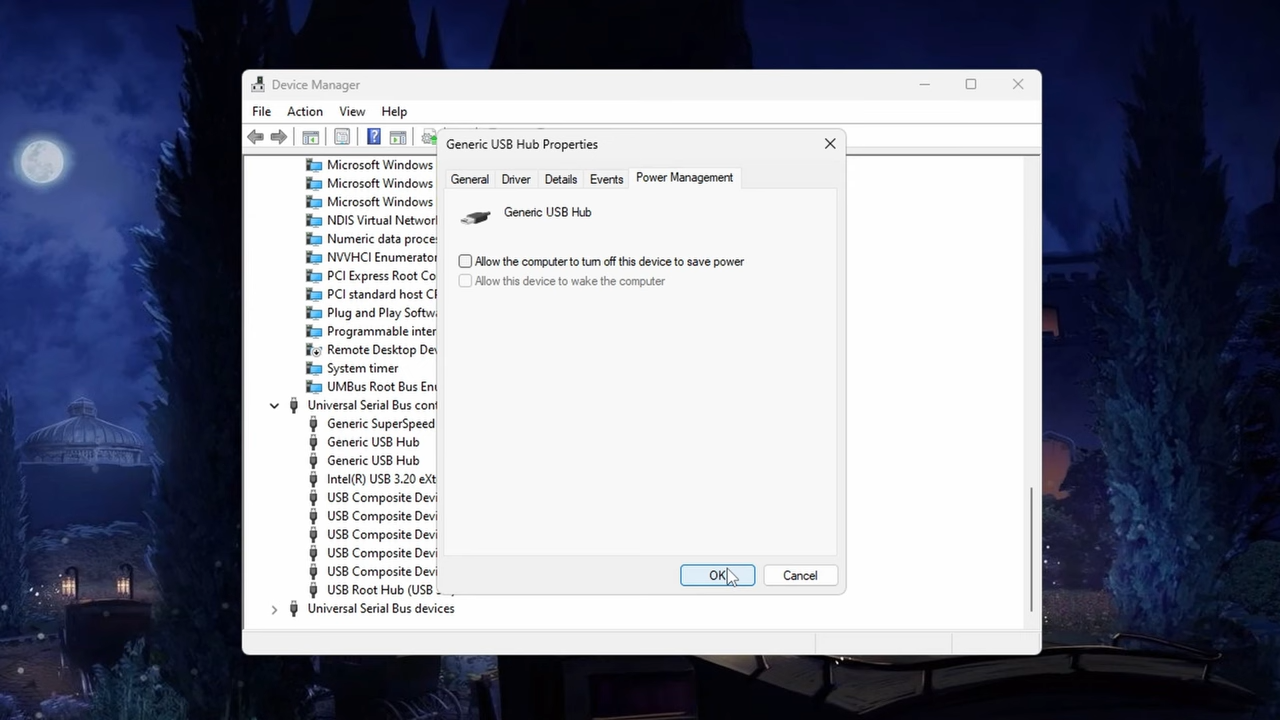 Device Manager
File Action View Help
Generic USB Hub Properties
General Driver Details Events Power Management
Generic USB Hub
Allow the computer to turn off this device to save power
Allow this device to wake the computer
OK Cancel
Microsoft Windows
Microsoft Windows
Microsoft Windows
NDIS Virtual Networ
Numeric data proce
NVVHCI Enumerator
PCI Express Root Co
PCI standard host CP
Plug and Play Softw
Programmable inter
Remote Desktop Dev
System timer
UMBus Root Bus Enu
Universal Serial Bus cont
Generic SuperSpeed
Generic USB Hub
Generic USB Hub
Intel(R) USB 3.20 eXt
USB Composite Devi
USB Composite Devi
USB Composite Devi
USB Composite Devi
USB Composite Devi
USB Root Hub (USB
Universal Serial Bus devices